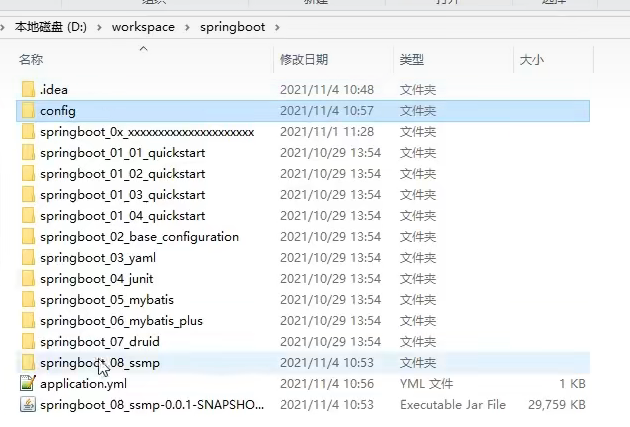 本地磁盘 (D:) › workspace › springboot ›
名称 修改日期 类型 大小
.idea 2021/11/4 10:48 文件夹
config 2021/11/4 10:57 文件夹
springboot_0x_xxxxxxxxxxxxxxxxxxxxx 2021/11/1 11:28 文件夹
springboot_01_01_quickstart 2021/10/29 13:54 文件夹
springboot_01_02_quickstart 2021/10/29 13:54 文件夹
springboot_01_03_quickstart 2021/10/29 13:54 文件夹
springboot_01_04_quickstart 2021/10/29 13:54 文件夹
springboot_02_base_configuration 2021/10/29 13:54 文件夹
springboot_03_yaml 2021/10/29 13:54 文件夹
springboot_04_junit 2021/10/29 13:54 文件夹
springboot_05_mybatis 2021/10/29 13:54 文件夹
springboot_06_mybatis_plus 2021/10/29 13:54 文件夹
springboot_07_druid 2021/10/29 13:54 文件夹
springboot_08_ssmp 2021/11/4 10:53 文件夹
application.yml 2021/11/4 10:56 YML 文件 1 KB
springboot_08_ssmp-0.0.1-SNAPSHO... 2021/11/4 10:53 Executable Jar File 29,759 KB